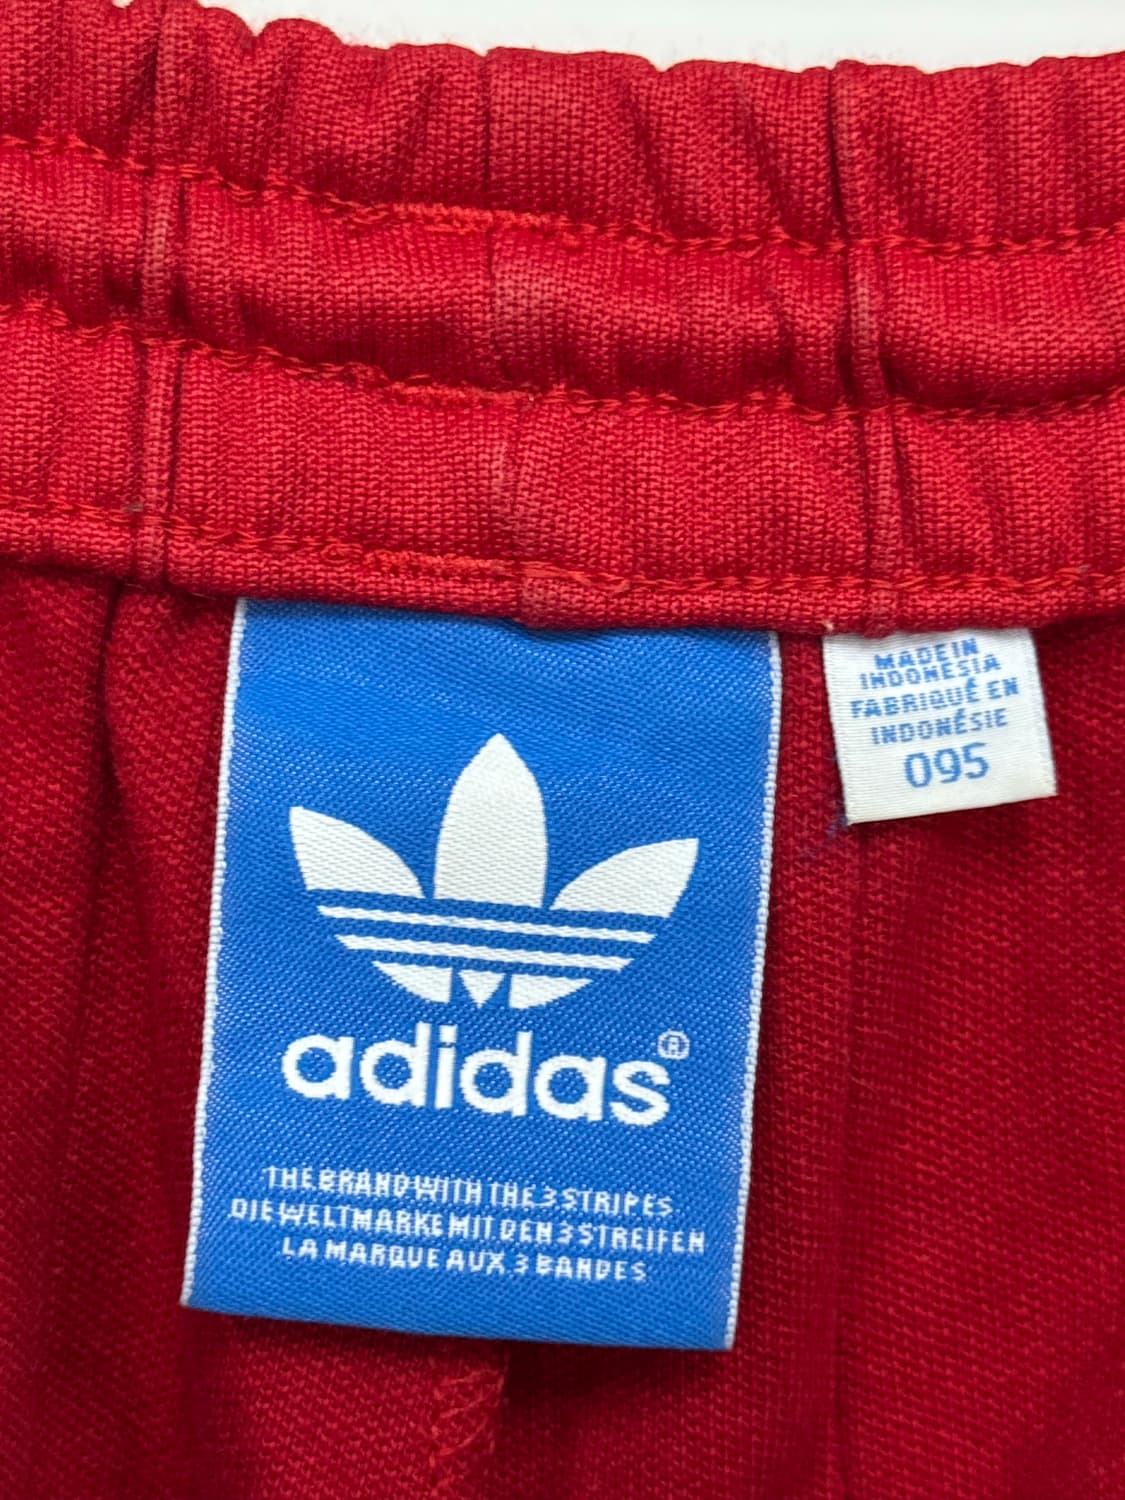 adidas®
THE BRAND WITH THE 3 STRIPES
DIE WELTMARKE MIT DEN 3 STREIFEN
LA MARQUE AUX 3 BANDES
MADE IN
INDONESIA
FABRIQUÉ EN
INDONÉSIE
095